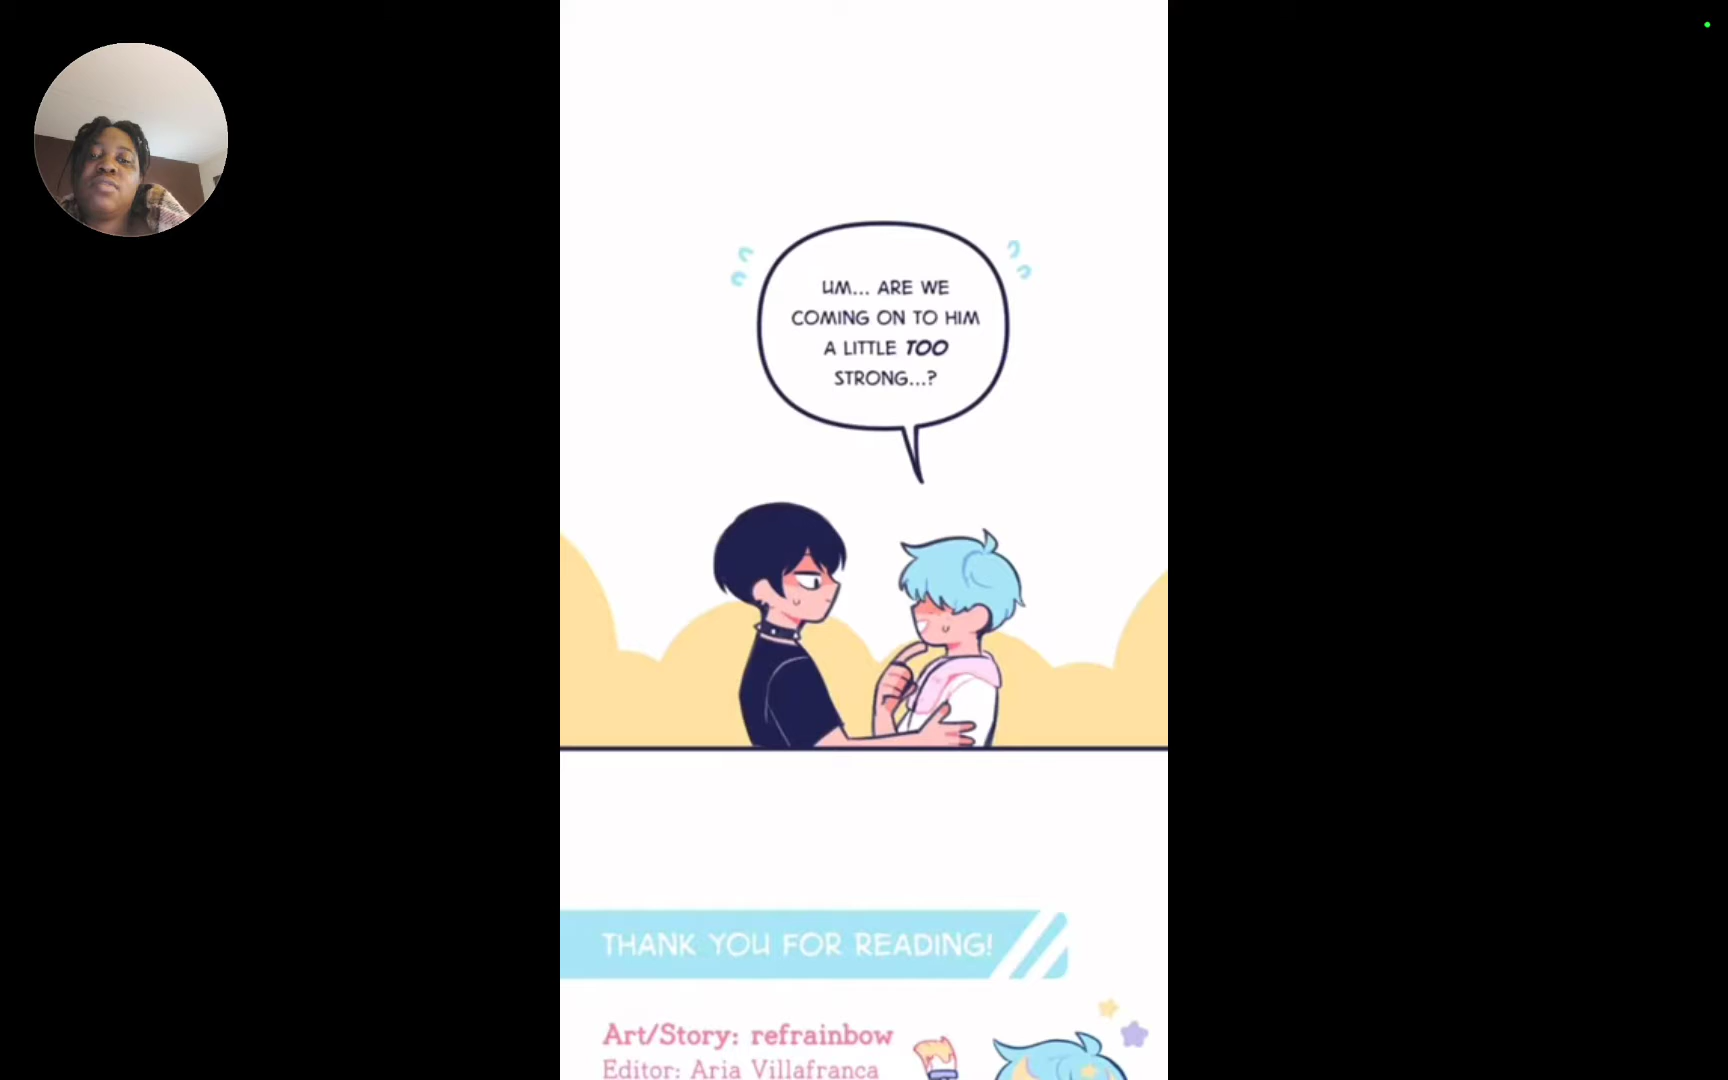 UM... ARE WE
COMING ON TO HIM
A LITTLE TOO
STRONG...?
THANK YOU FOR READING!
Art/Story: refrainbow
Editor: Aria Villafranca